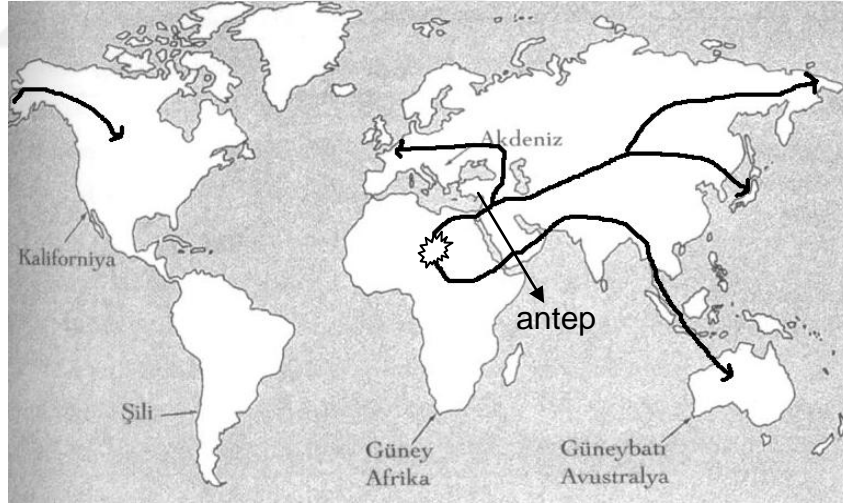 Akdeniz
Kaliforniya
antep
Şili
Güney
Afrika
Güneybatı
Avustralya